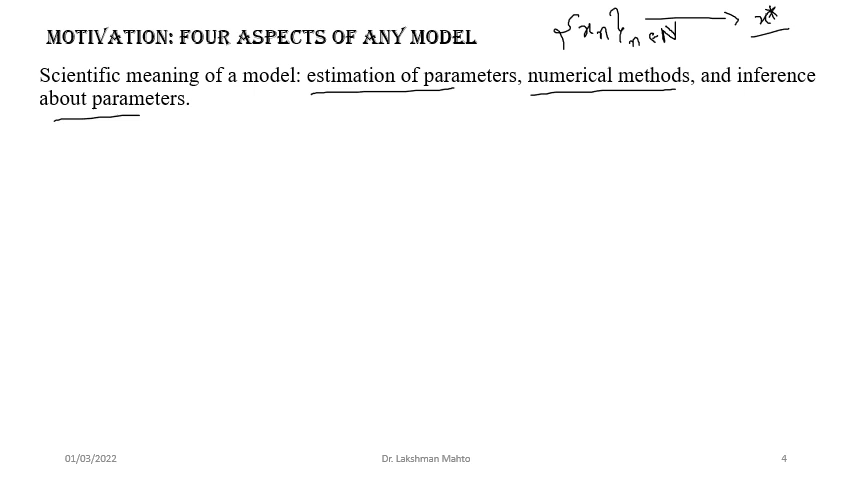 MOTIVATION: FOUR ASPECTS OF ANY MODEL
{xn}n∈N → x*
Scientific meaning of a model: estimation of parameters, numerical methods, and inference
about parameters.
01/03/2022 Dr. Lakshman Mahto 4